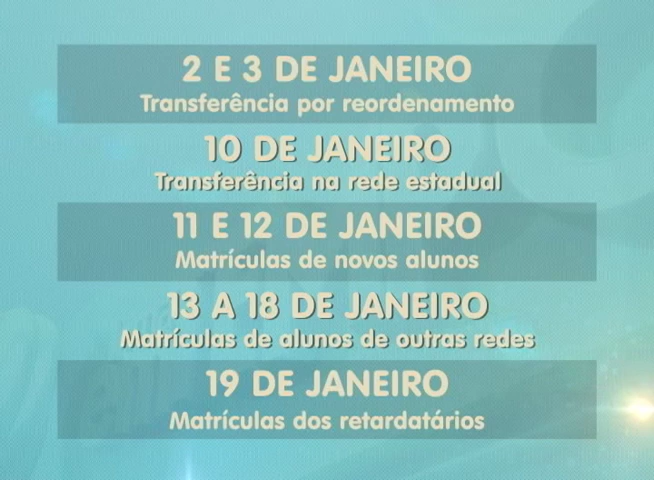 2 E 3 DE JANEIRO
Transferência por reordenamento
10 DE JANEIRO
Transferência na rede estadual
11 E 12 DE JANEIRO
Matrículas de novos alunos
13 A 18 DE JANEIRO
Matrículas de alunos de outras redes
19 DE JANEIRO
Matrículas dos retardatários